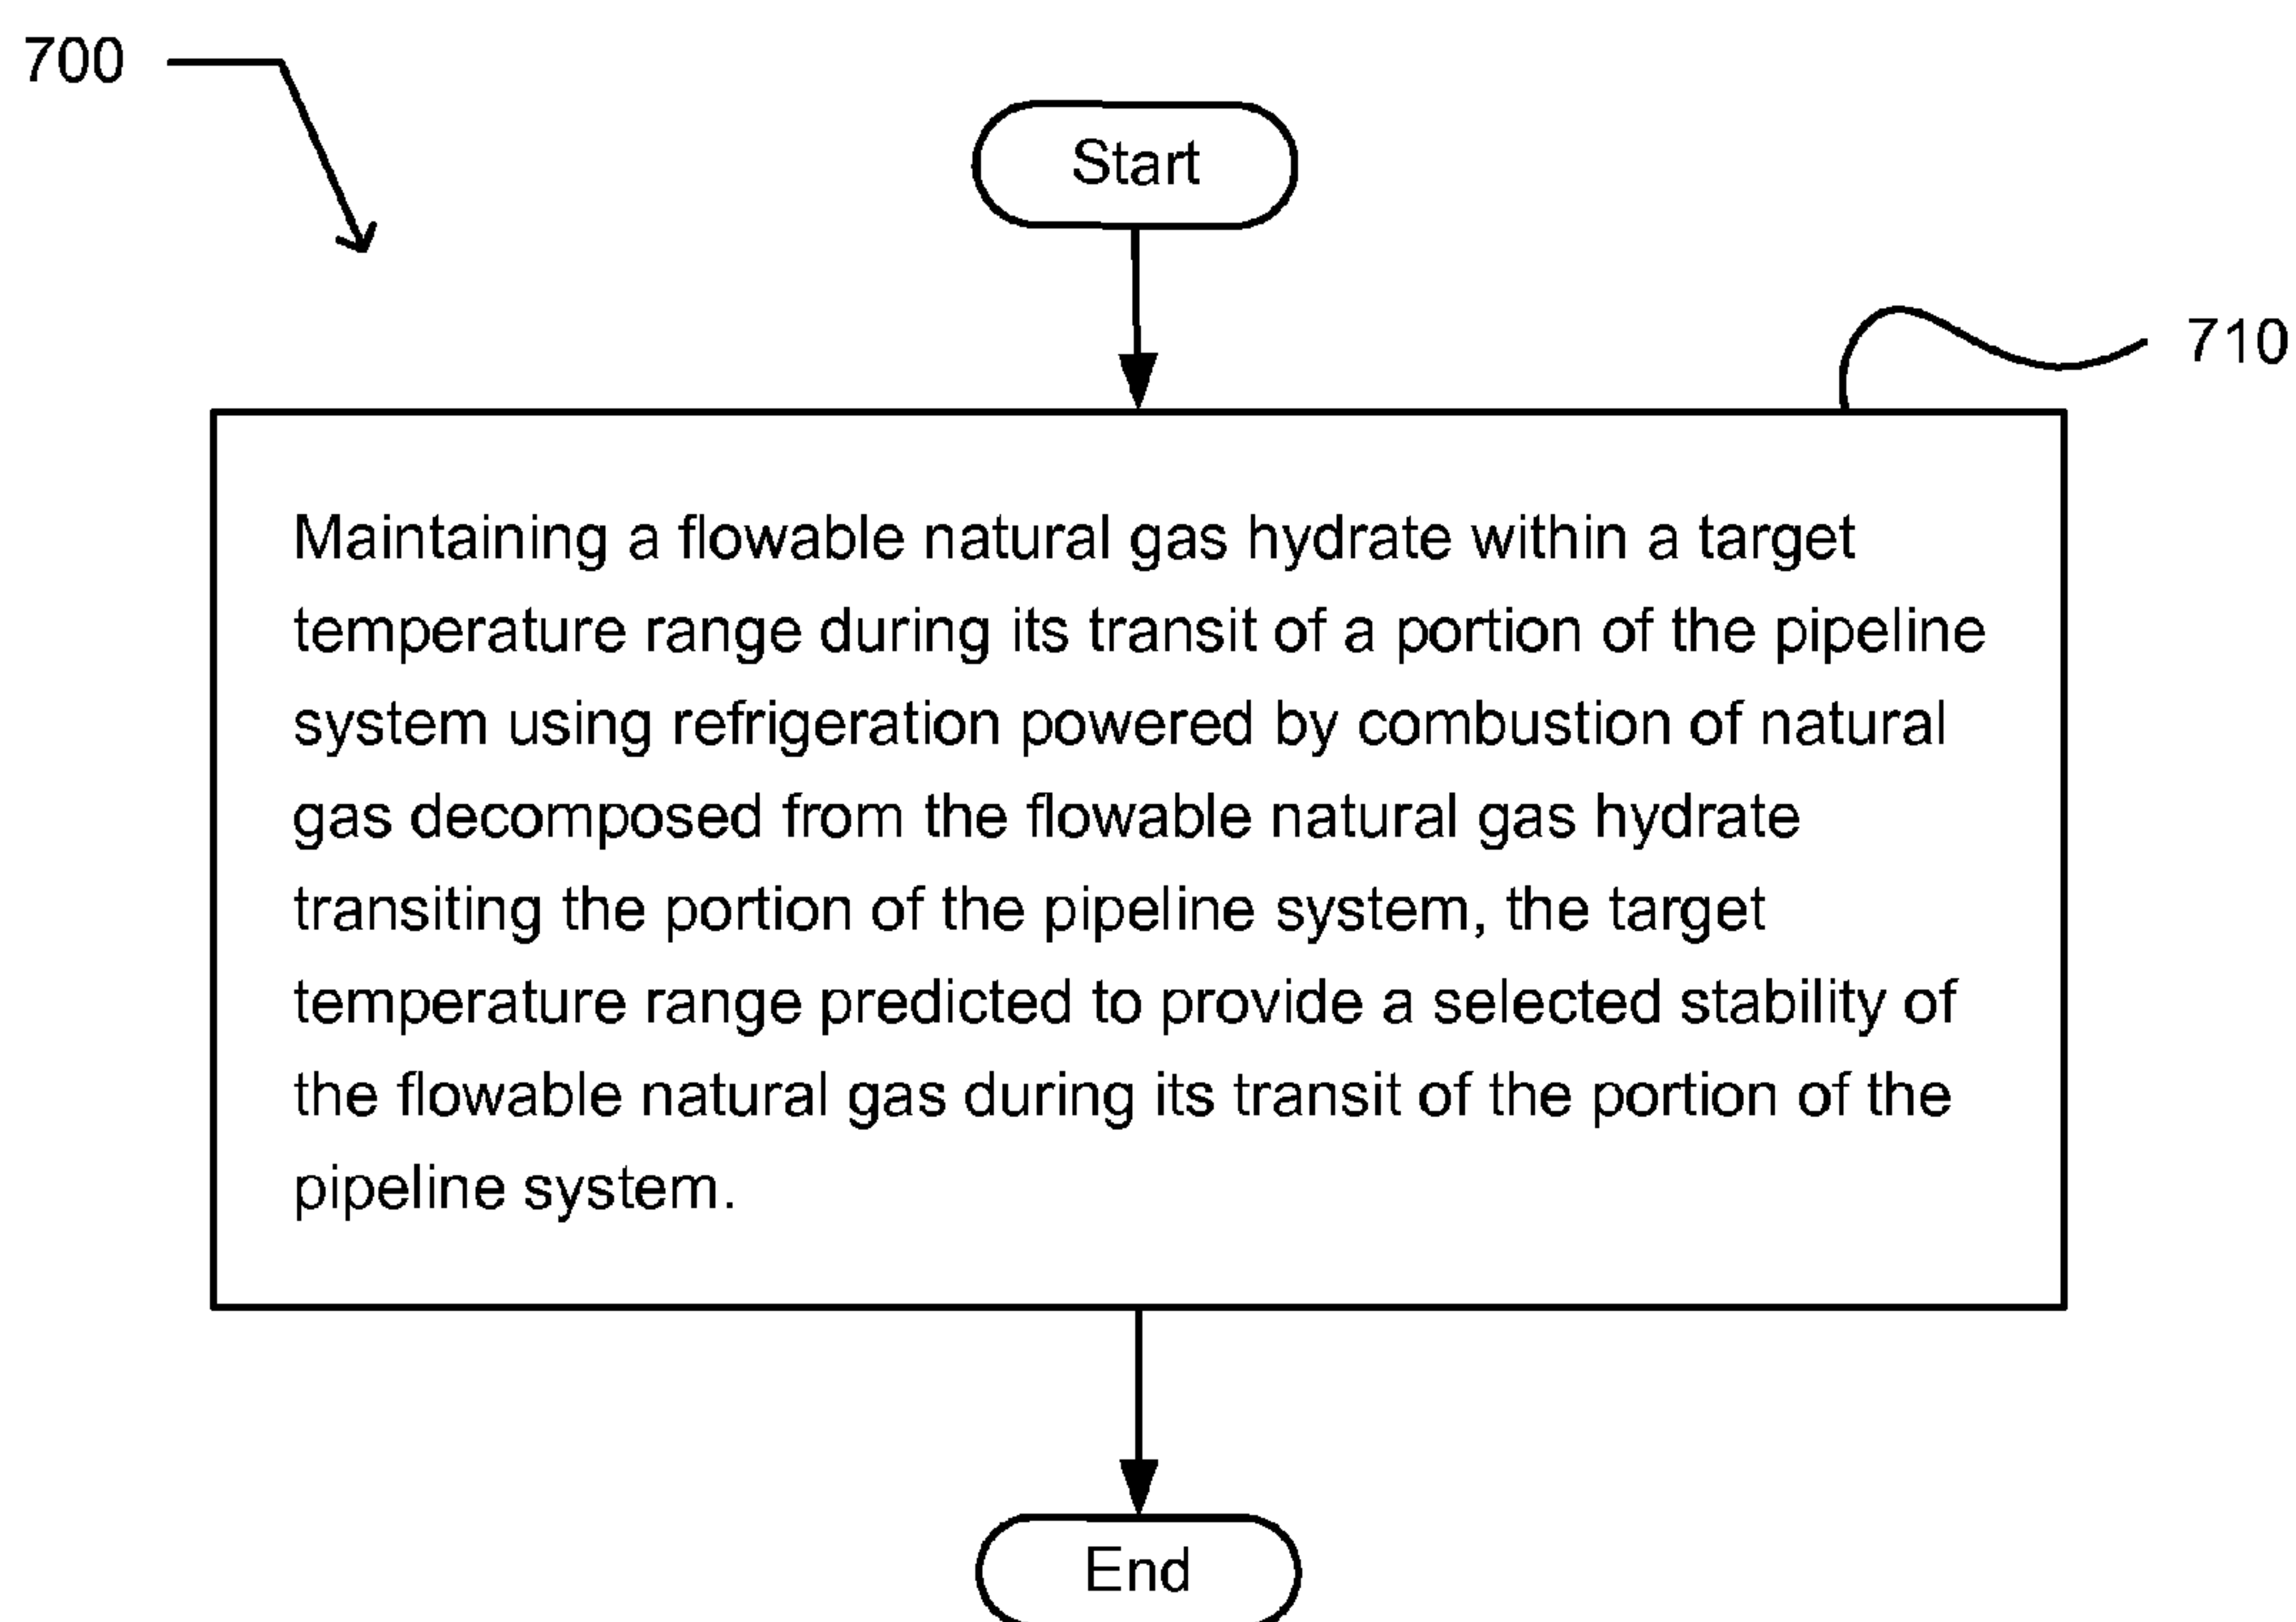 700
Start
710
Maintaining a flowable natural gas hydrate within a target
temperature range during its transit of a portion of the pipeline
system using refrigeration powered by combustion of natural
gas decomposed from the flowable natural gas hydrate
transiting the portion of the pipeline system, the target
temperature range predicted to provide a selected stability of
the flowable natural gas during its transit of the portion of the
pipeline system.
End